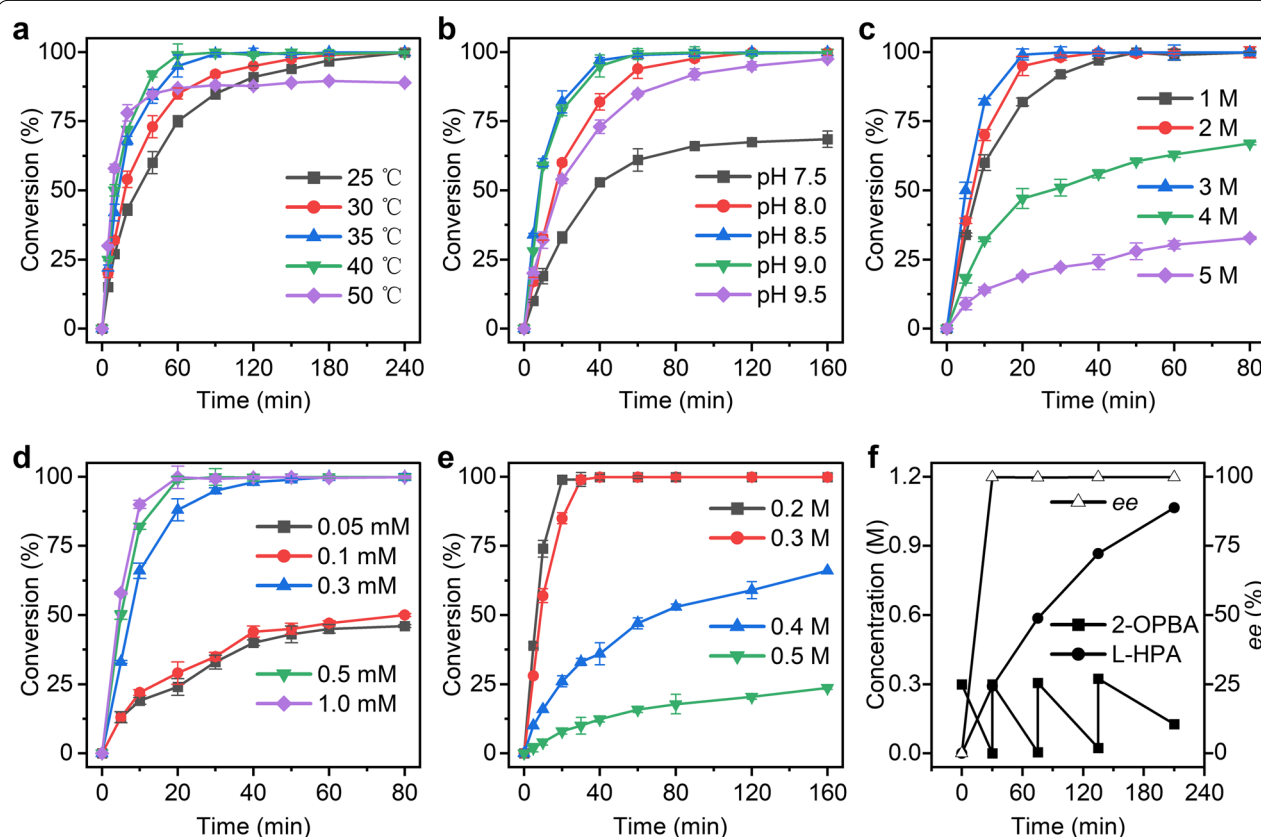 a
Conversion (%)
100
75
50
25
0
25 ℃
30 ℃
35 ℃
40 ℃
50 ℃
0 60 120 180 240
Time (min)
b
Conversion (%)
100
75
50
25
0
pH 7.5
pH 8.0
pH 8.5
pH 9.0
pH 9.5
0 40 80 120 160
Time (min)
c
Conversion (%)
100
75
50
25
0
1 M
2 M
3 M
4 M
5 M
0 20 40 60 80
Time (min)
d
Conversion (%)
100
75
50
25
0
0.05 mM
0.1 mM
0.3 mM
0.5 mM
1.0 mM
0 20 40 60 80
Time (min)
e
Conversion (%)
100
75
50
25
0
0.2 M
0.3 M
0.4 M
0.5 M
0 40 80 120 160
Time (min)
f
Concentration (M)
1.2
0.9
0.6
0.3
0.0
ee
2-OPBA
L-HPA
100
75
50
25
0
ee (%)
0 60 120 180 240
Time (min)